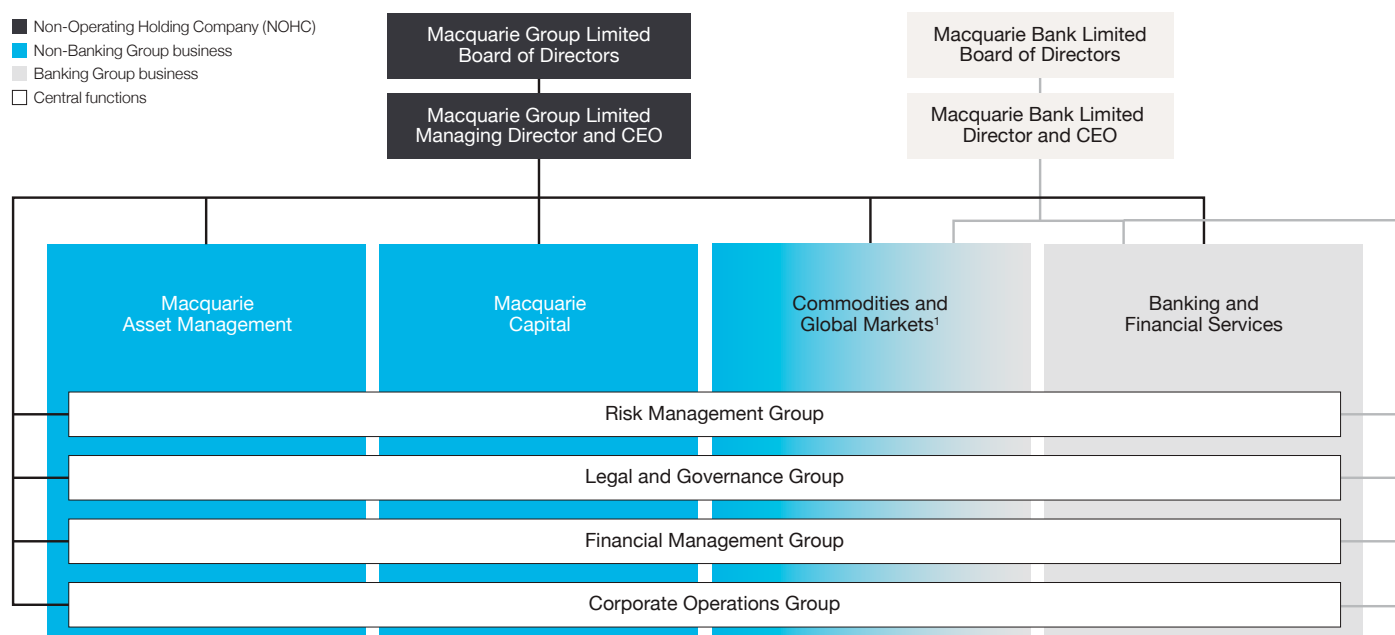 Non-Operating Holding Company (NOHC)
Non-Banking Group business
Banking Group business
Central functions
Macquarie Group Limited
Board of Directors
Macquarie Bank Limited
Board of Directors
Macquarie Group Limited
Managing Director and CEO
Macquarie Bank Limited
Director and CEO
Macquarie
Asset Management
Macquarie
Capital
Commodities and
Global Markets¹
Banking and
Financial Services
Risk Management Group
Legal and Governance Group
Financial Management Group
Corporate Operations Group